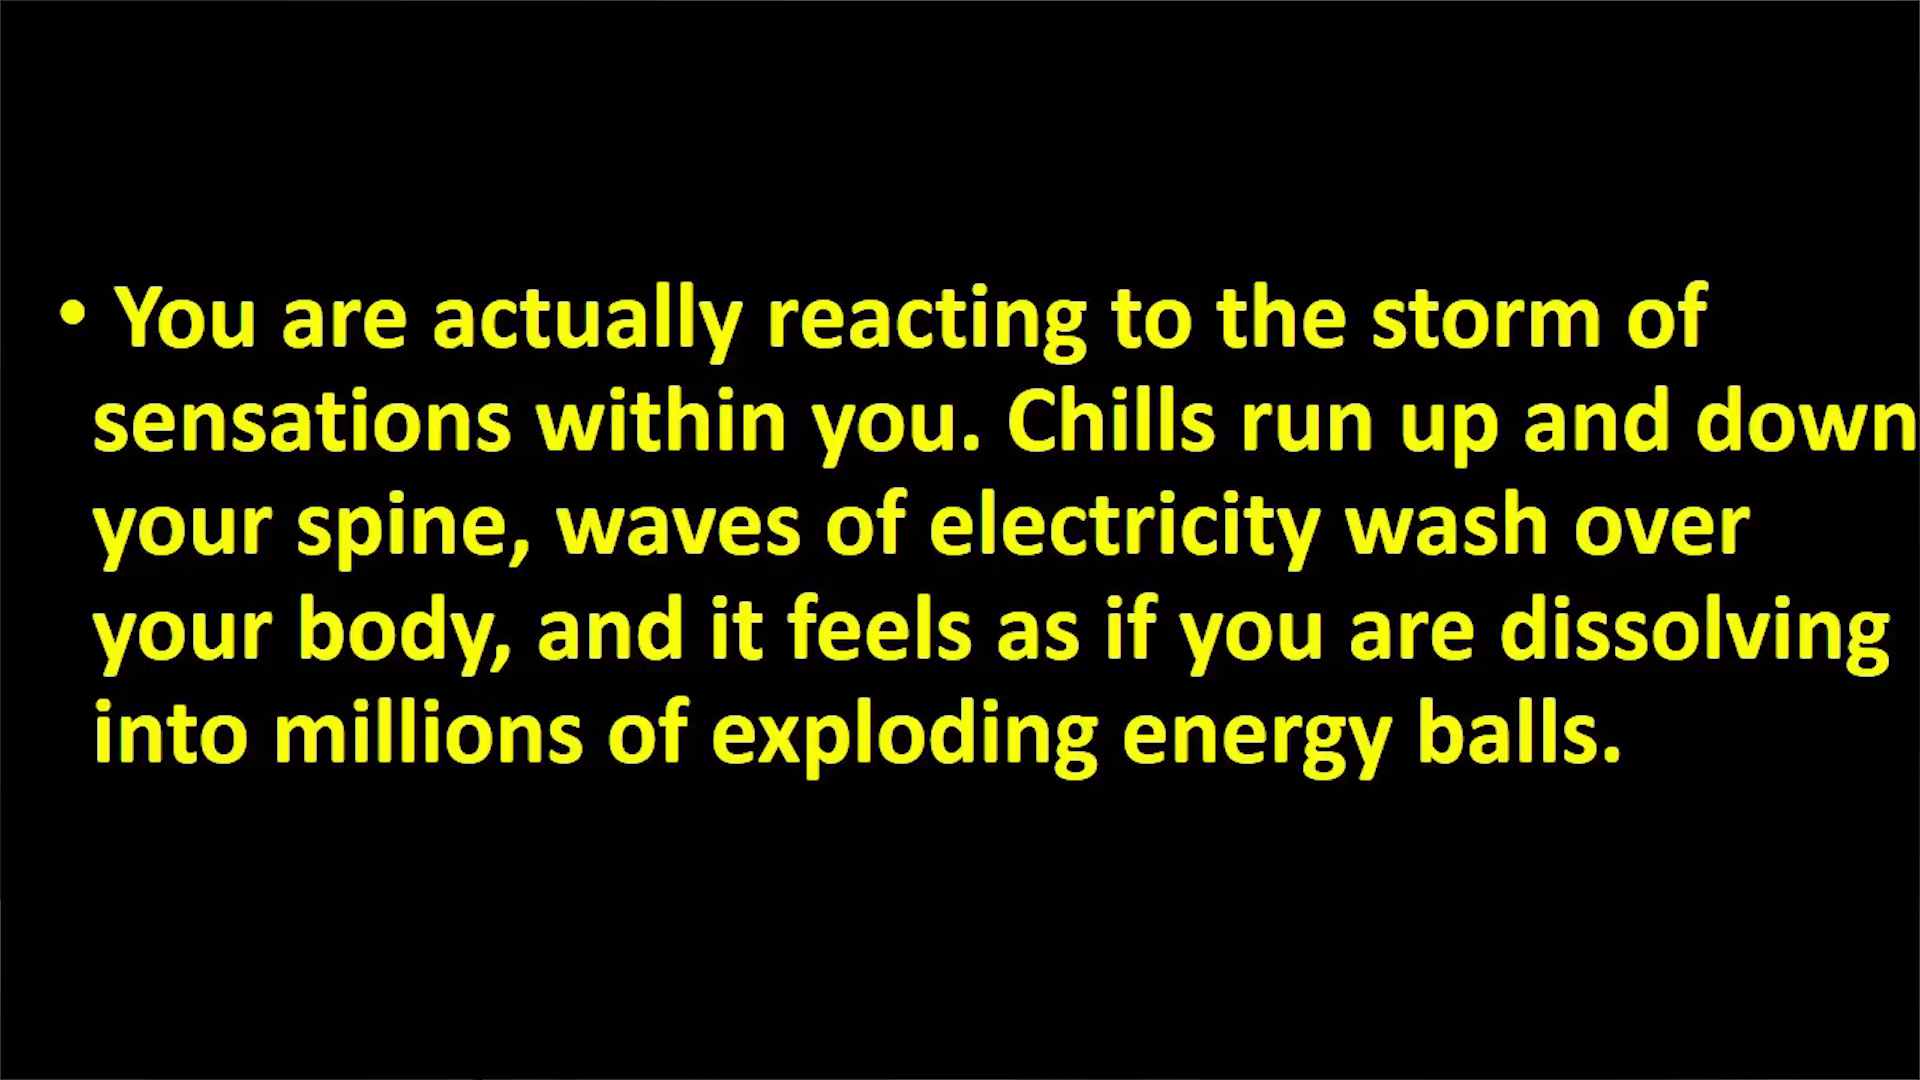 • You are actually reacting to the storm of
sensations within you. Chills run up and down
your spine, waves of electricity wash over
your body, and it feels as if you are dissolving
into millions of exploding energy balls.